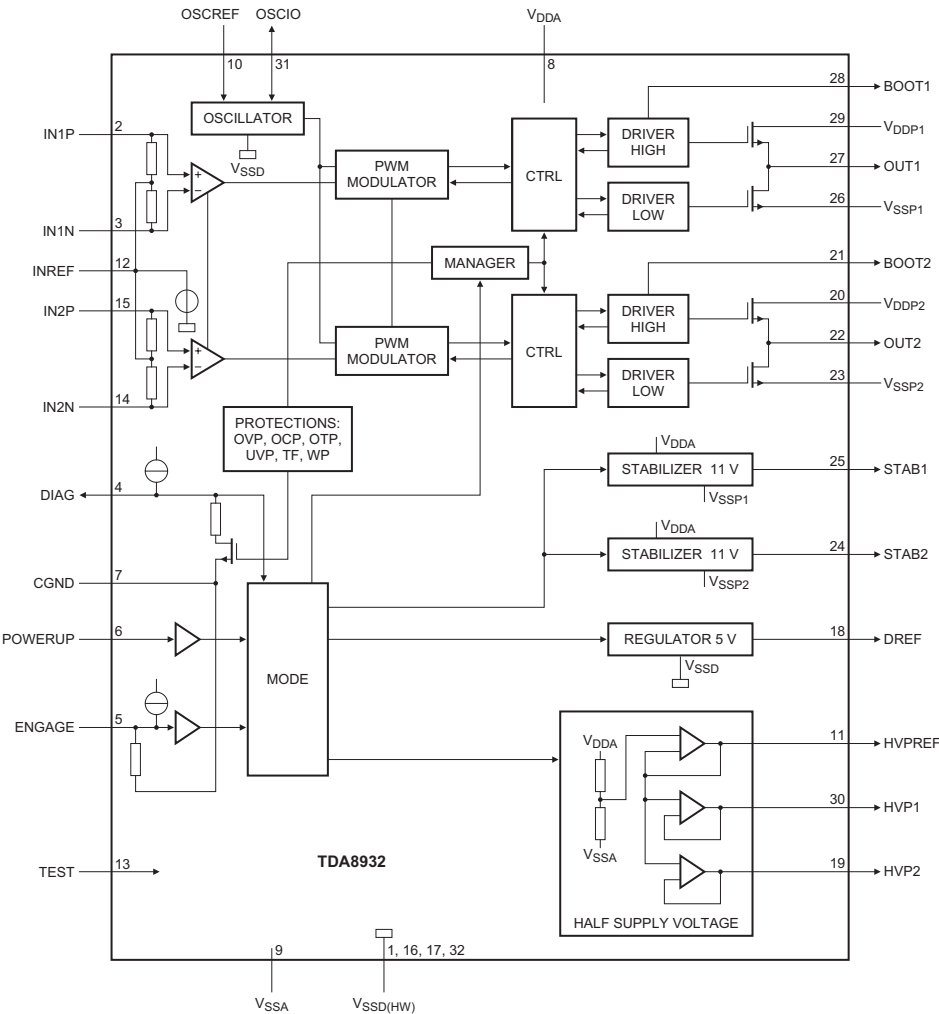 OSCREF OSCIO VDDA
10 31 8
28 BOOT1
OSCILLATOR
VSSD
IN1P 2
IN1N 3
+
−
PWM
MODULATOR
CTRL
DRIVER
HIGH
DRIVER
LOW
29 VDDP1
27 OUT1
26 VSSP1
INREF 12
MANAGER
21 BOOT2
IN2P 15
IN2N 14
+
−
PWM
MODULATOR
CTRL
DRIVER
HIGH
DRIVER
LOW
20 VDDP2
22 OUT2
23 VSSP2
PROTECTIONS:
OVP, OCP, OTP,
UVP, TF, WP
VDDA
STABILIZER 11 V
VSSP1
25 STAB1
DIAG 4
VDDA
STABILIZER 11 V
VSSP2
24 STAB2
CGND 7
POWERUP 6
MODE
REGULATOR 5 V
VSSD
18 DREF
ENGAGE 5
VDDA
VSSA
HALF SUPPLY VOLTAGE
11 HVPREF
30 HVP1
19 HVP2
TEST 13
TDA8932
9 1, 16, 17, 32
VSSA VSSD(HW)